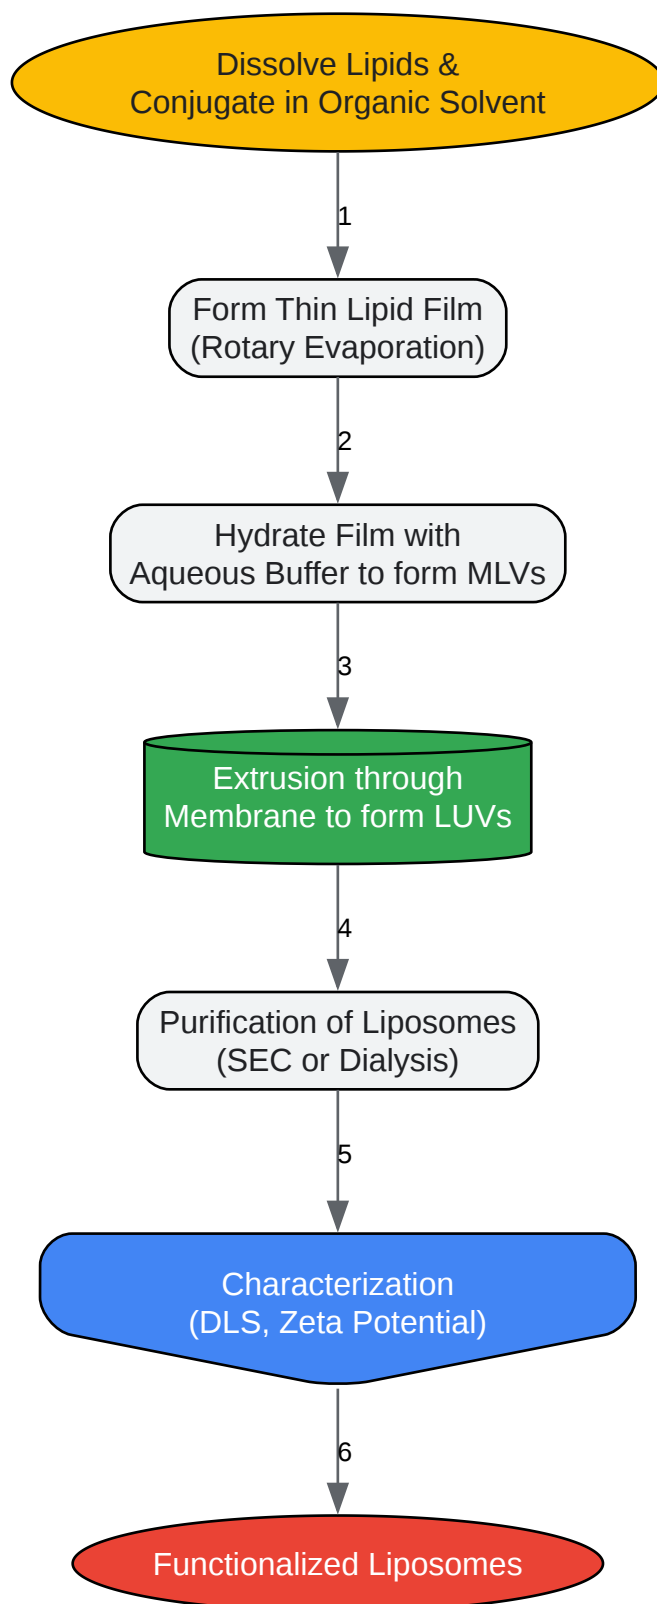 Dissolve Lipids &
Conjugate in Organic Solvent
1
Form Thin Lipid Film
(Rotary Evaporation)
2
Hydrate Film with
Aqueous Buffer to form MLVs
3
Extrusion through
Membrane to form LUVs
4
Purification of Liposomes
(SEC or Dialysis)
5
Characterization
(DLS, Zeta Potential)
6
Functionalized Liposomes